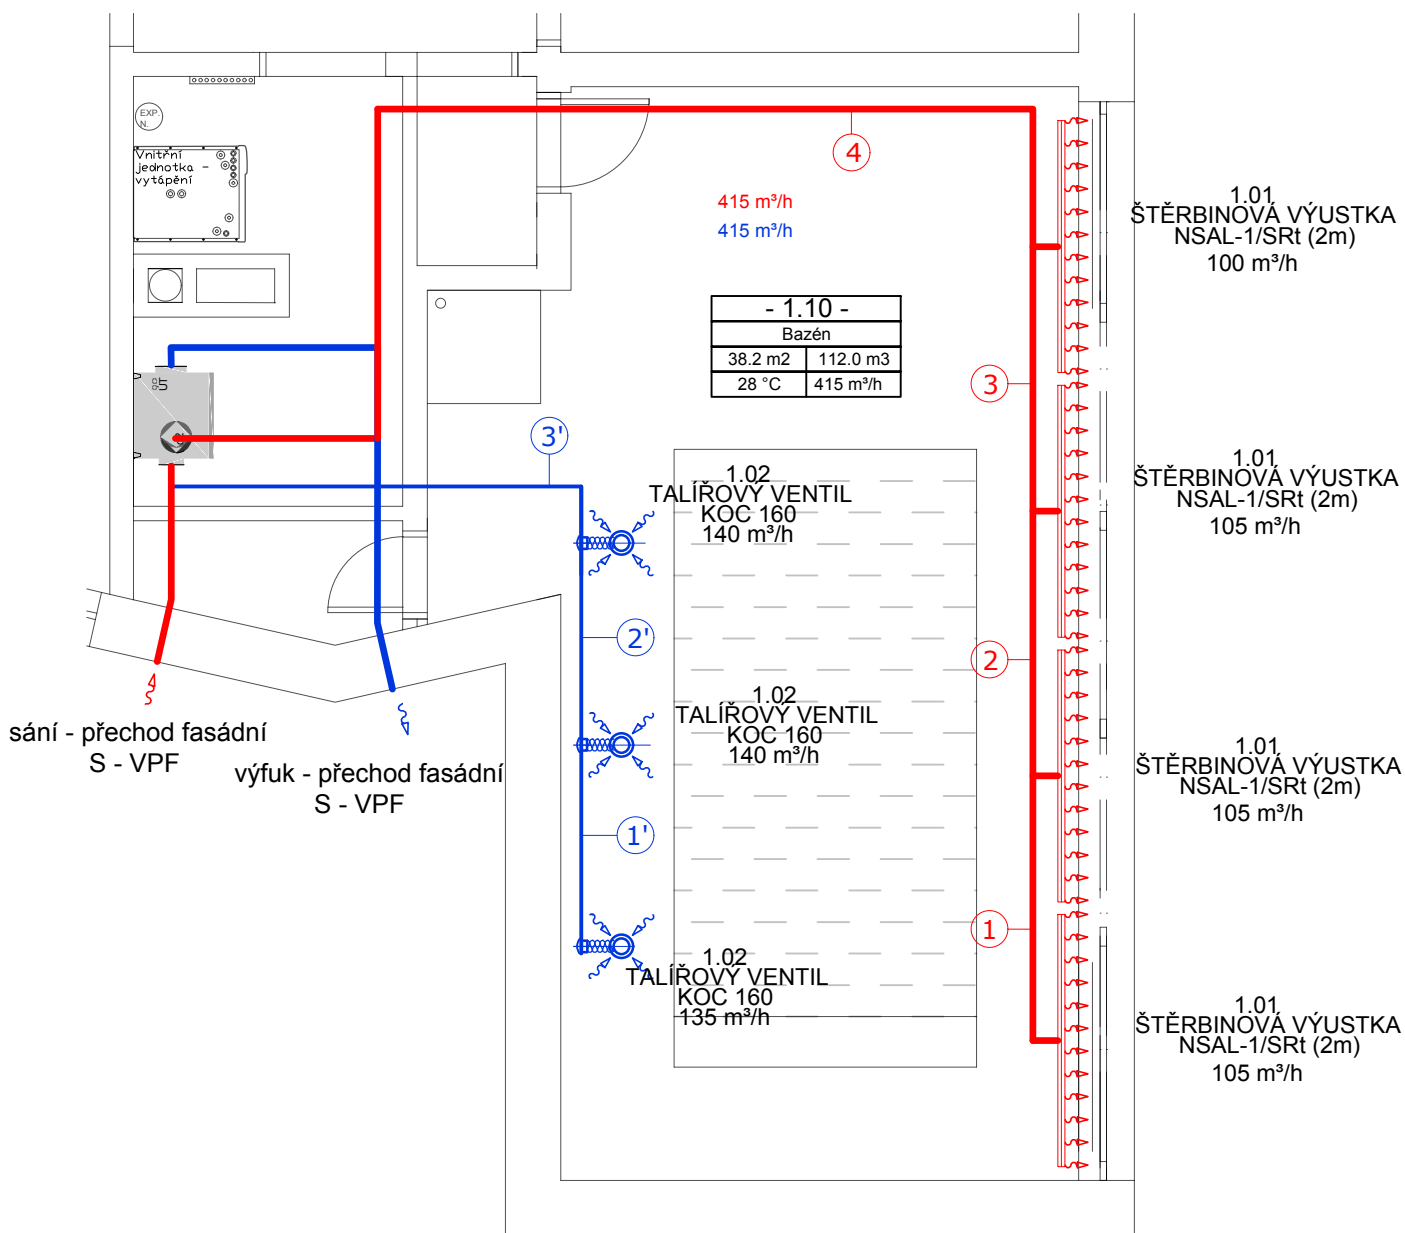 EXP.
N.
Vnitřní
jednotka -
vytápění
4
415 m³/h
415 m³/h
1.01
ŠTĚRBINOVÁ VÝUSTKA
NSAL-1/SRt (2m)
100 m³/h
- 1.10 -
Bazén
38.2 m2 112.0 m3
28 °C 415 m³/h
3
3'
1.02
TALÍŘOVÝ VENTIL
KOC 160
140 m³/h
1.01
ŠTĚRBINOVÁ VÝUSTKA
NSAL-1/SRt (2m)
105 m³/h
2'
2
1.02
TALÍŘOVÝ VENTIL
KOC 160
140 m³/h
sání - přechod fasádní
S - VPF
výfuk - přechod fasádní
S - VPF
1.01
ŠTĚRBINOVÁ VÝUSTKA
NSAL-1/SRt (2m)
105 m³/h
1'
1
1.02
TALÍŘOVÝ VENTIL
KOC 160
135 m³/h
1.01
ŠTĚRBINOVÁ VÝUSTKA
NSAL-1/SRt (2m)
105 m³/h